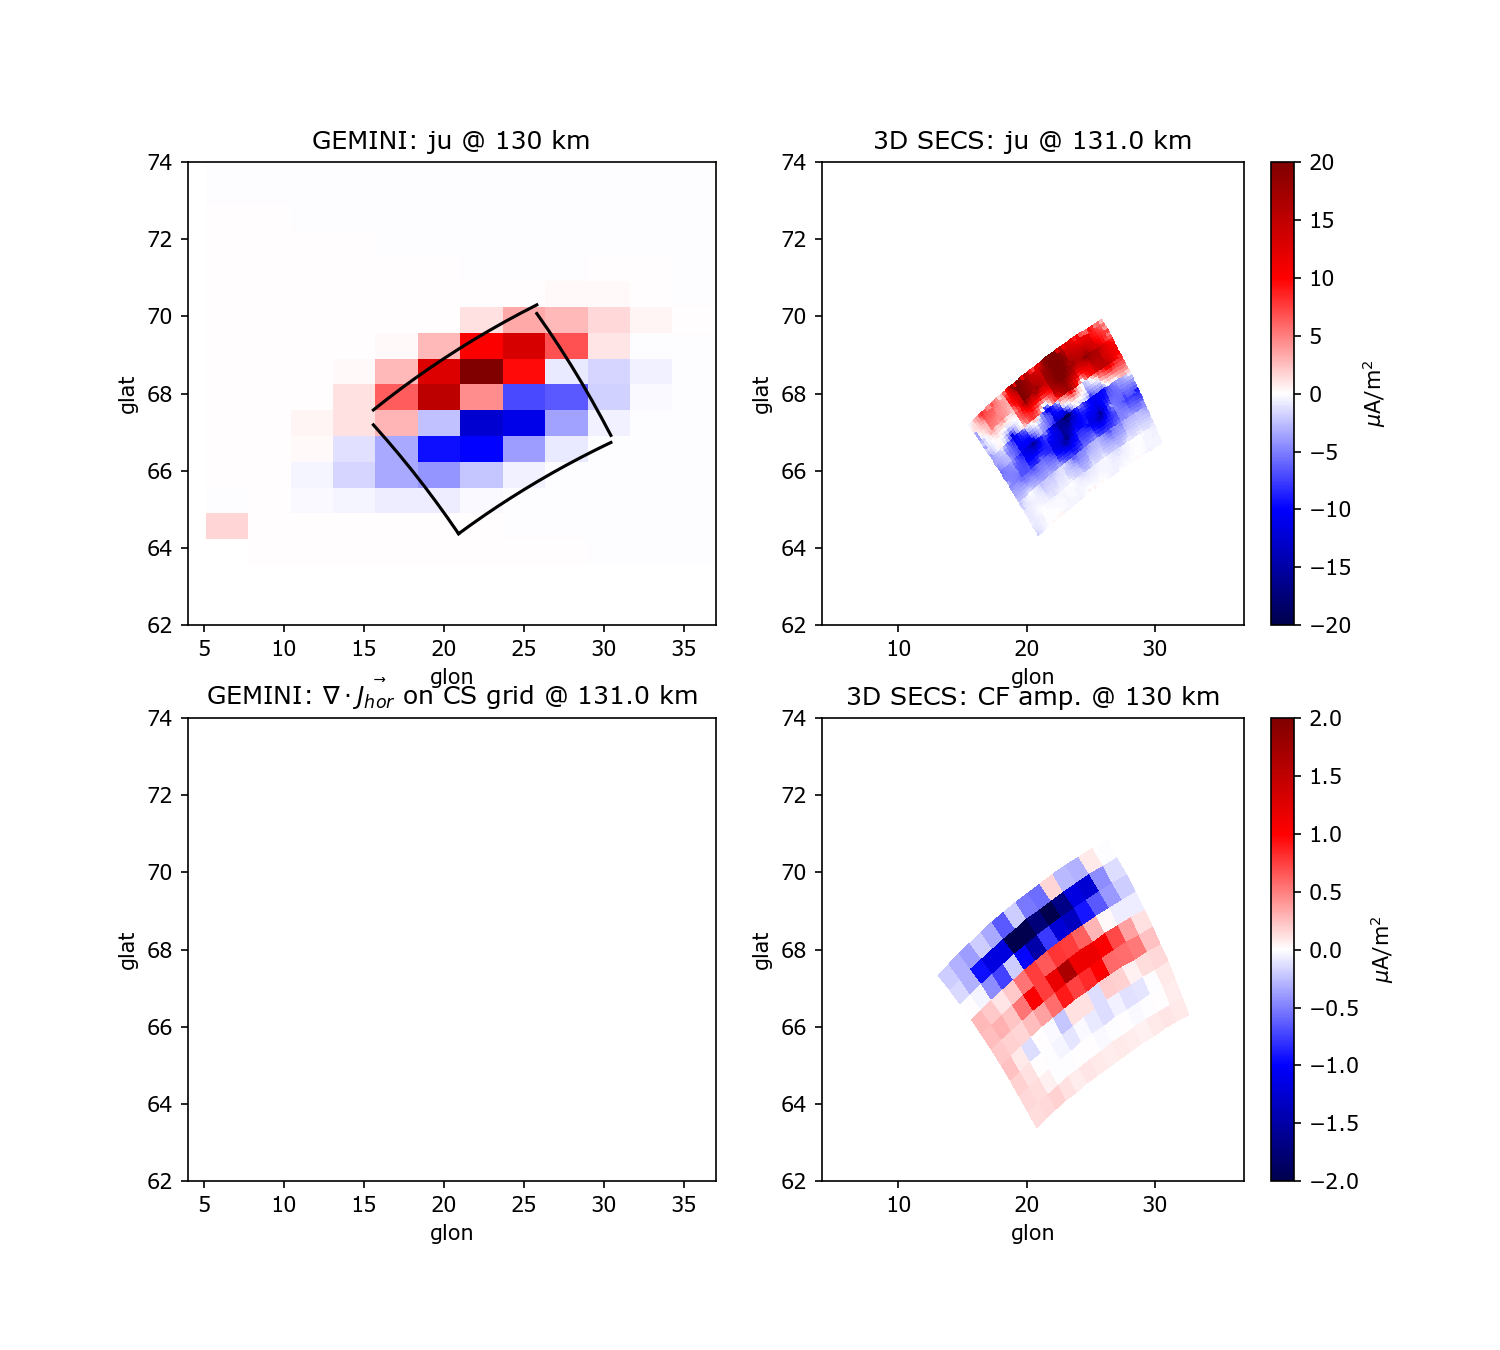 GEMINI: ju @ 130 km
74
72
70
68
66
64
62
glat
5 10 15 20 25 30 35
glon
3D SECS: ju @ 131.0 km
74
72
70
68
66
64
62
glat
10 20 30
glon
20
15
10
5
0
−5
−10
−15
−20
μA/m²
GEMINI: ∇ · J⃗hor on CS grid @ 131.0 km
74
72
70
68
66
64
62
glat
5 10 15 20 25 30 35
glon
3D SECS: CF amp. @ 130 km
74
72
70
68
66
64
62
glat
10 20 30
glon
2.0
1.5
1.0
0.5
0.0
−0.5
−1.0
−1.5
−2.0
μA/m²